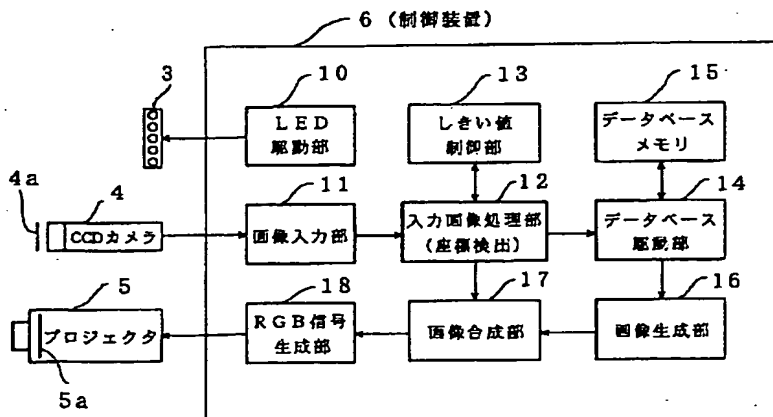 6 (制御装置)
3
10
13
15
LED
駆動部
しきい値
制御部
データベース
メモリ
4a
4
11
12
14
CCDカメラ
画像入力部
入力画像処理部
(座標検出)
データベース
駆動部
5
18
17
16
プロジェクタ
RGB信号
生成部
画像合成部
画像生成部
5a